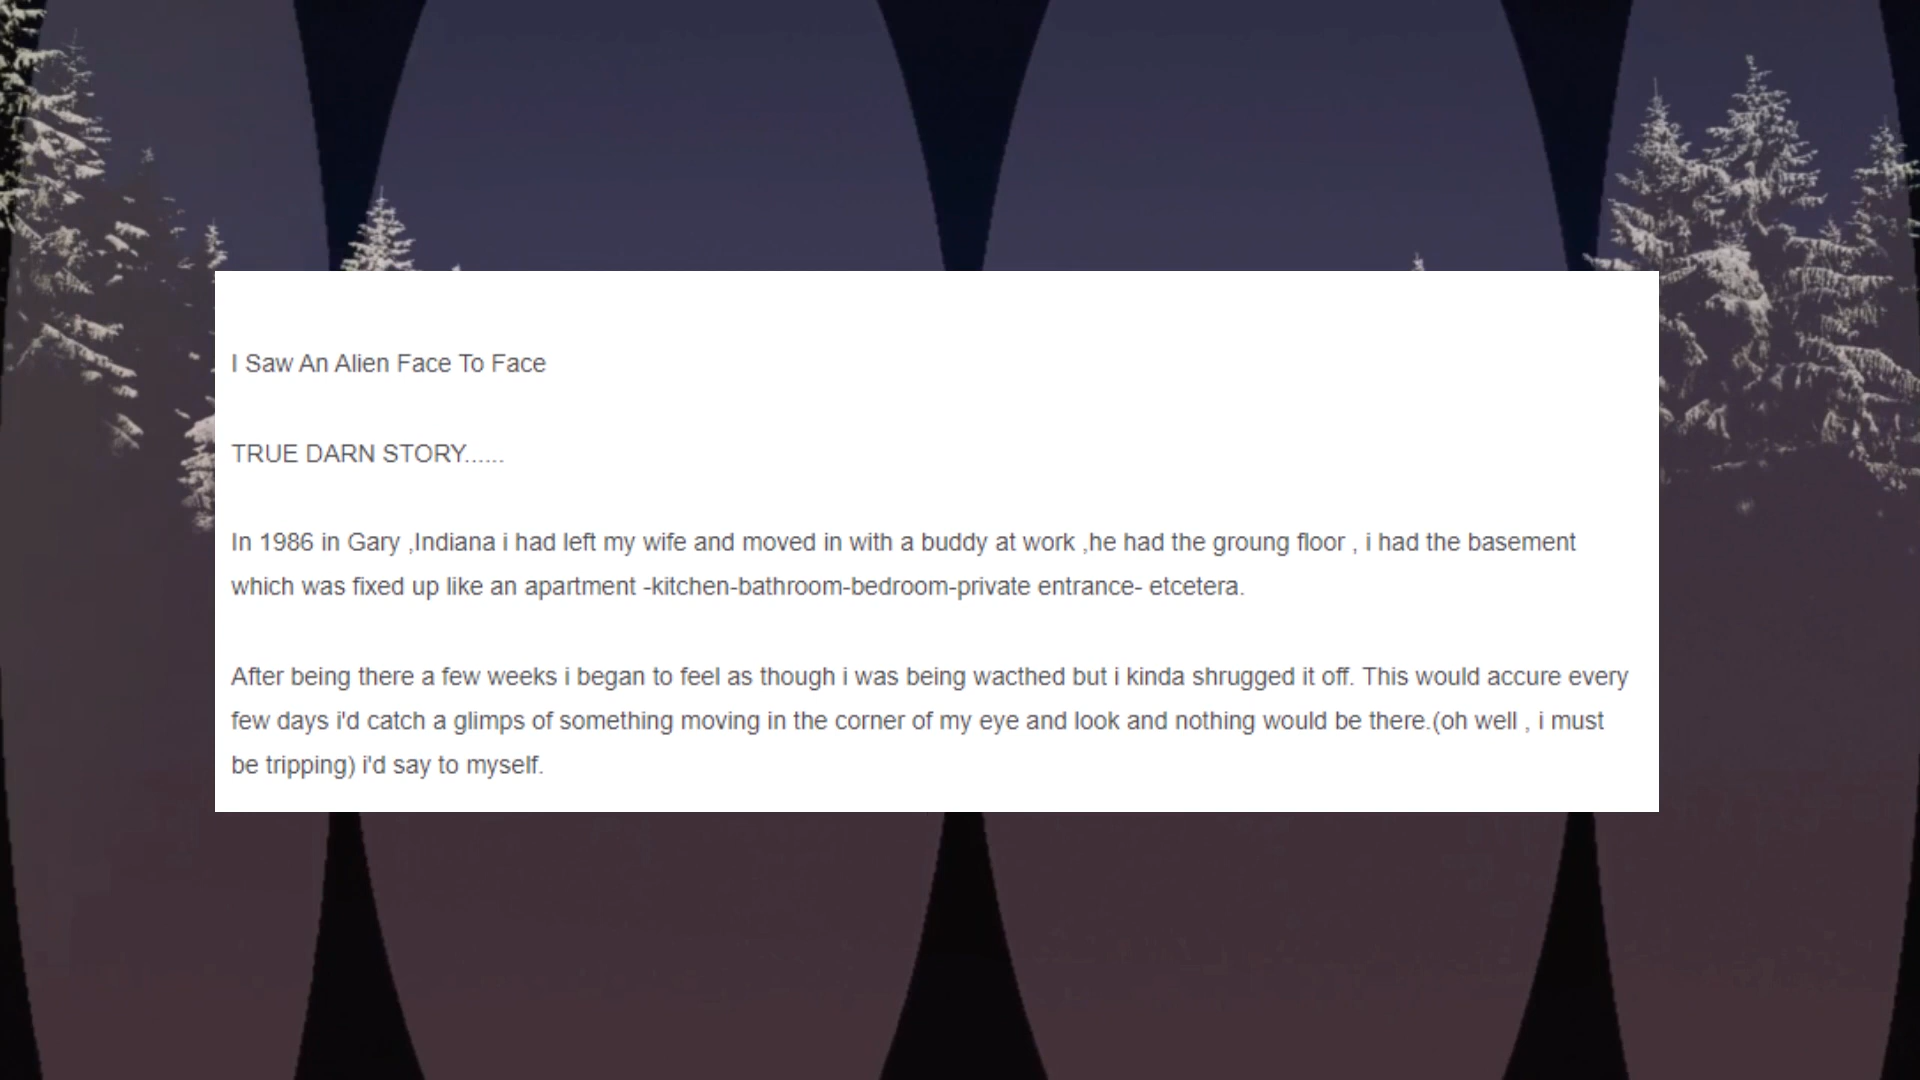 I Saw An Alien Face To Face
TRUE DARN STORY......
In 1986 in Gary ,Indiana i had left my wife and moved in with a buddy at work ,he had the groung floor , i had the basement
which was fixed up like an apartment -kitchen-bathroom-bedroom-private entrance- etcetera.
After being there a few weeks i began to feel as though i was being wacthed but i kinda shrugged it off. This would accure every
few days i'd catch a glimps of something moving in the corner of my eye and look and nothing would be there.(oh well , i must
be tripping) i'd say to myself.